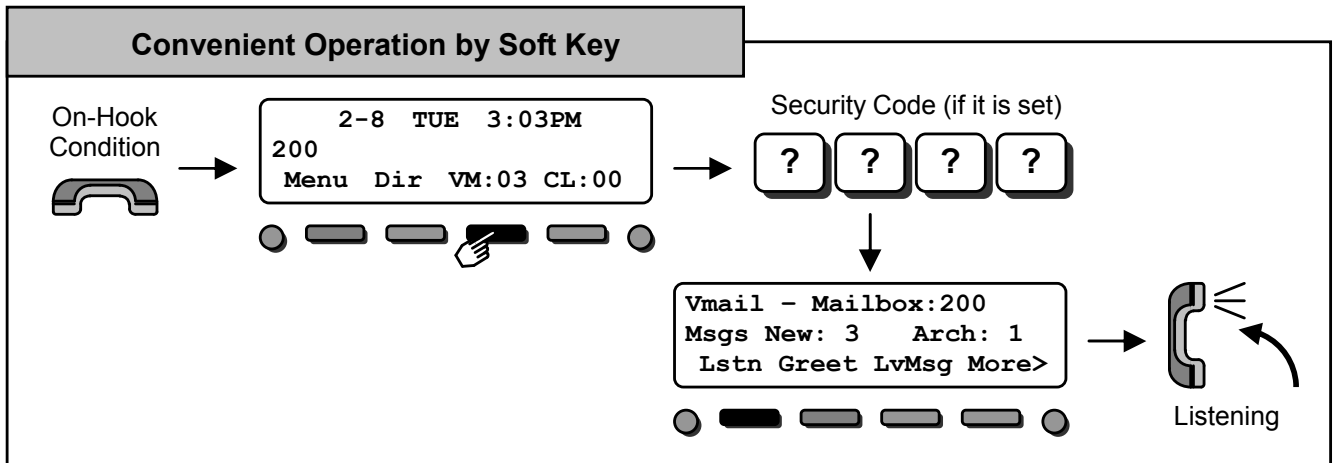 Convenient Operation by Soft Key
On-Hook
Condition
2-8 TUE 3:03PM
200
Menu Dir VM:03 CL:00
Security Code (if it is set)
? ? ? ?
Vmail – Mailbox:200
Msgs New: 3 Arch: 1
Lstn Greet LvMsg More>
Listening